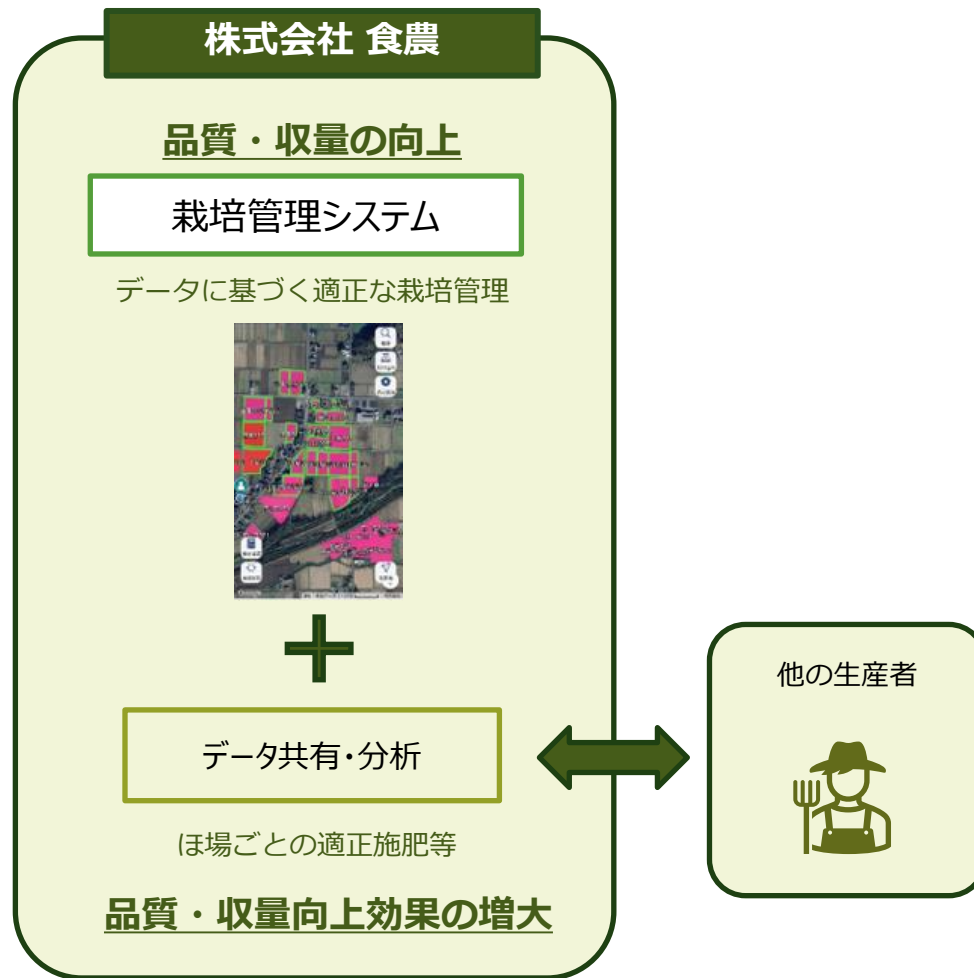 株式会社 食農
品質・収量の向上
栽培管理システム
データに基づく適正な栽培管理
データ共有・分析
ほ場ごとの適正施肥等
品質・収量向上効果の増大
他の生産者